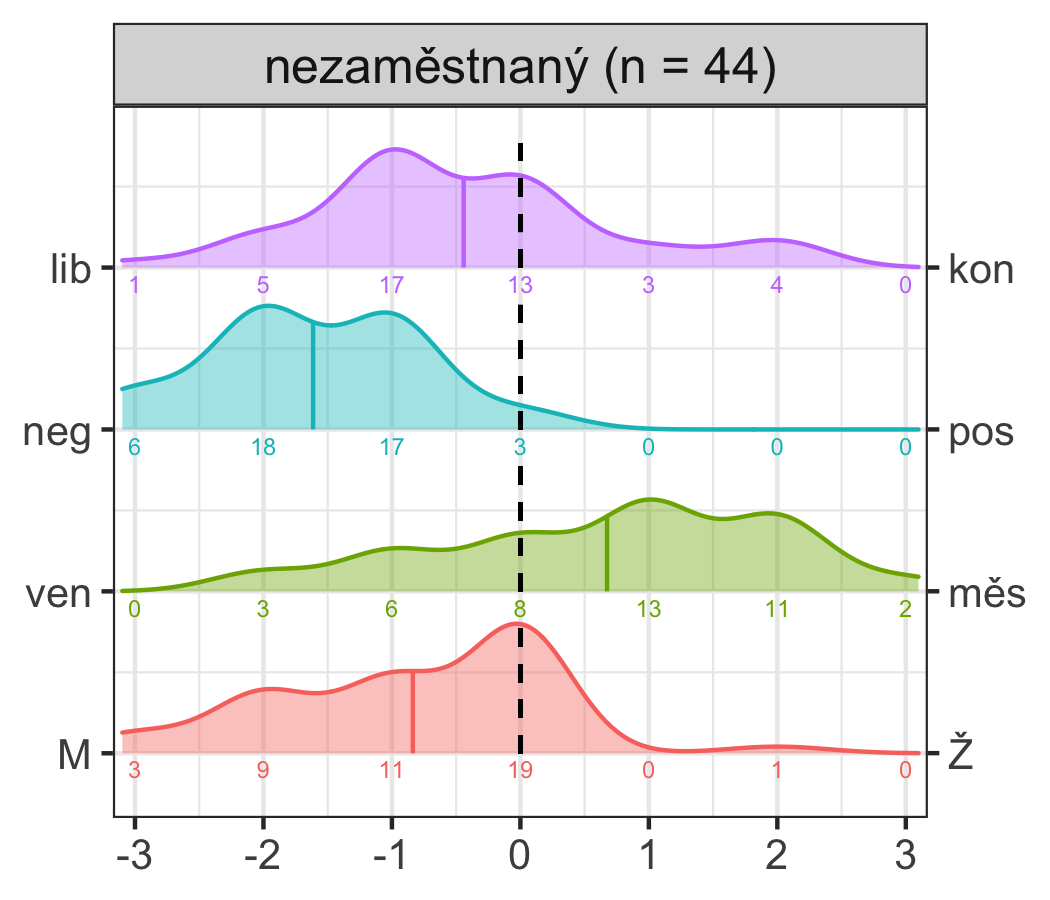 nezaměstnaný (n = 44)
lib kon
1 5 17 13 3 4 0
neg pos
6 18 17 3 0 0 0
ven měs
0 3 6 8 13 11 2
M Ž
3 9 11 19 0 1 0
-3 -2 -1 0 1 2 3